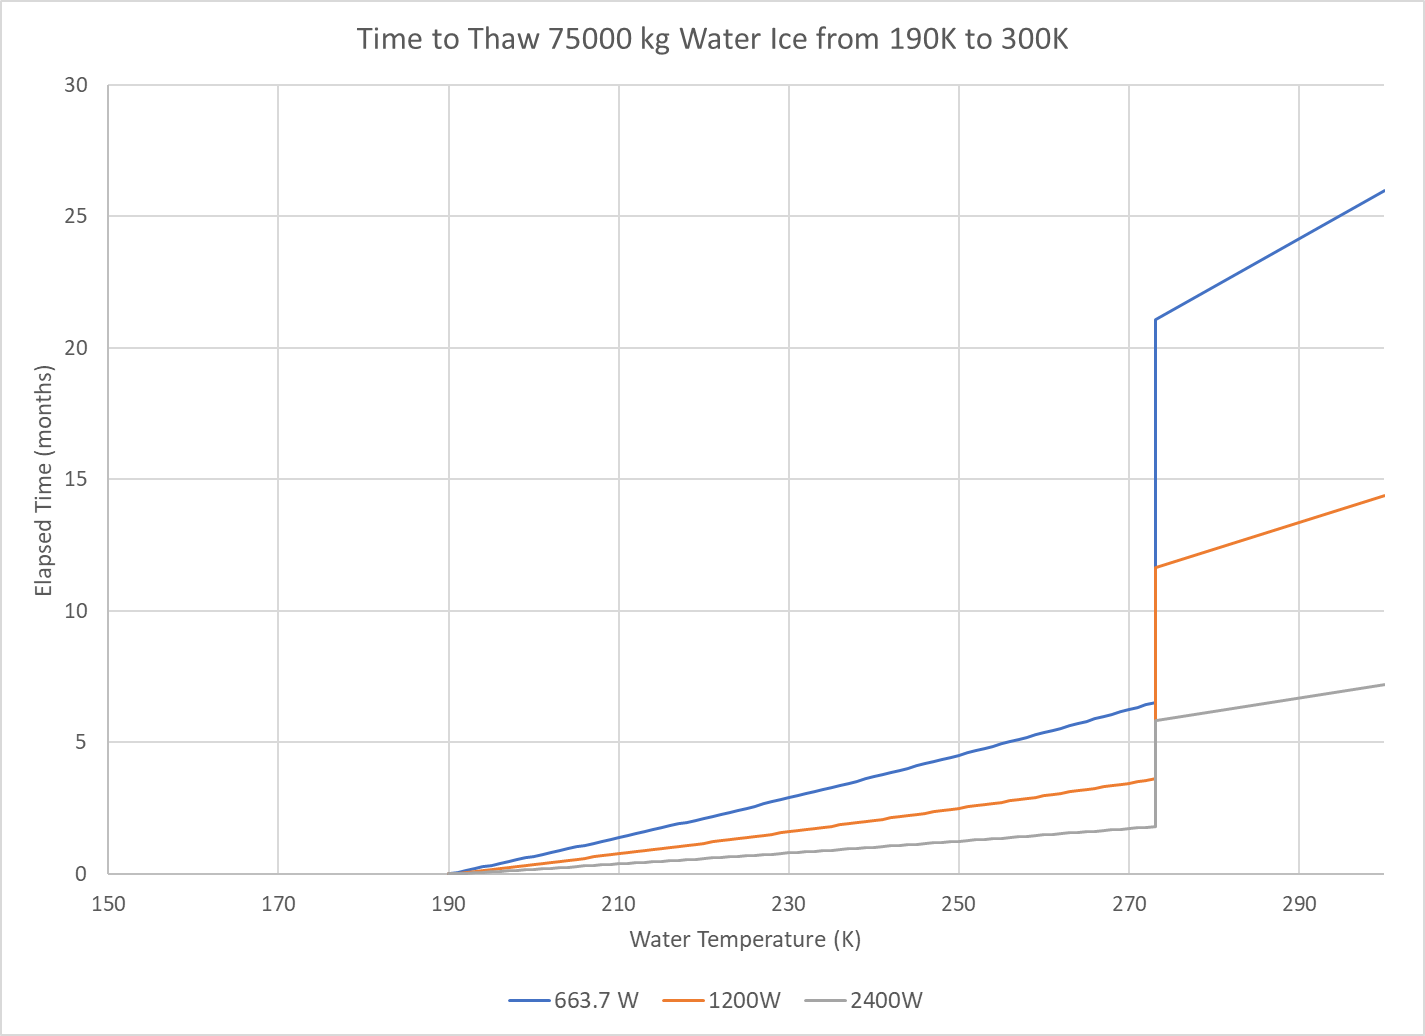 Time to Thaw 75000 kg Water Ice from 190K to 300K
30
25
20
15
10
5
0
Elapsed Time (months)
150 170 190 210 230 250 270 290
Water Temperature (K)
663.7 W 1200W 2400W